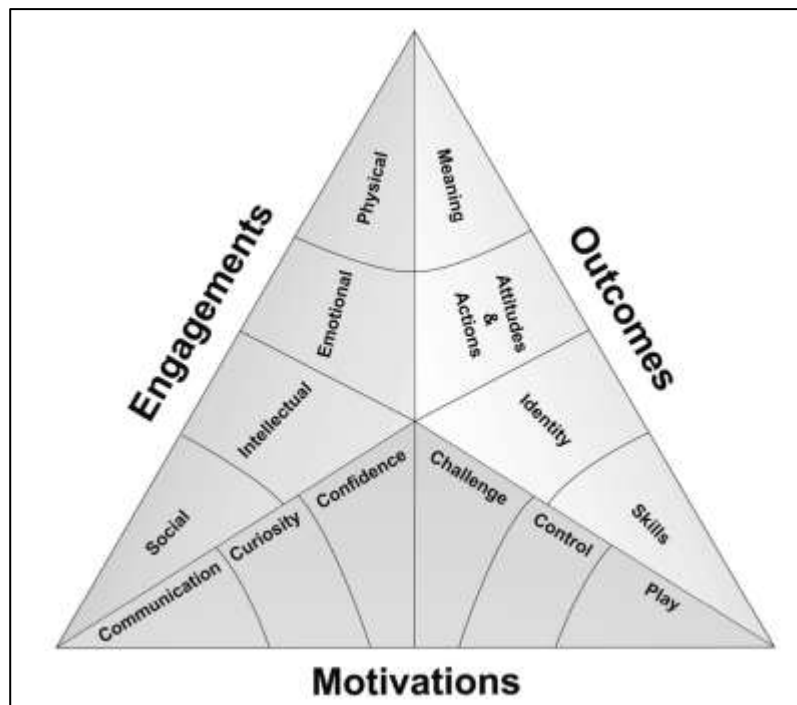 Physical
Meaning
Engagements
Outcomes
Emotional
Attitudes
&
Actions
Intellectual
Identity
Confidence
Challenge
Social
Curiosity
Control
Skills
Communication
Play
Motivations